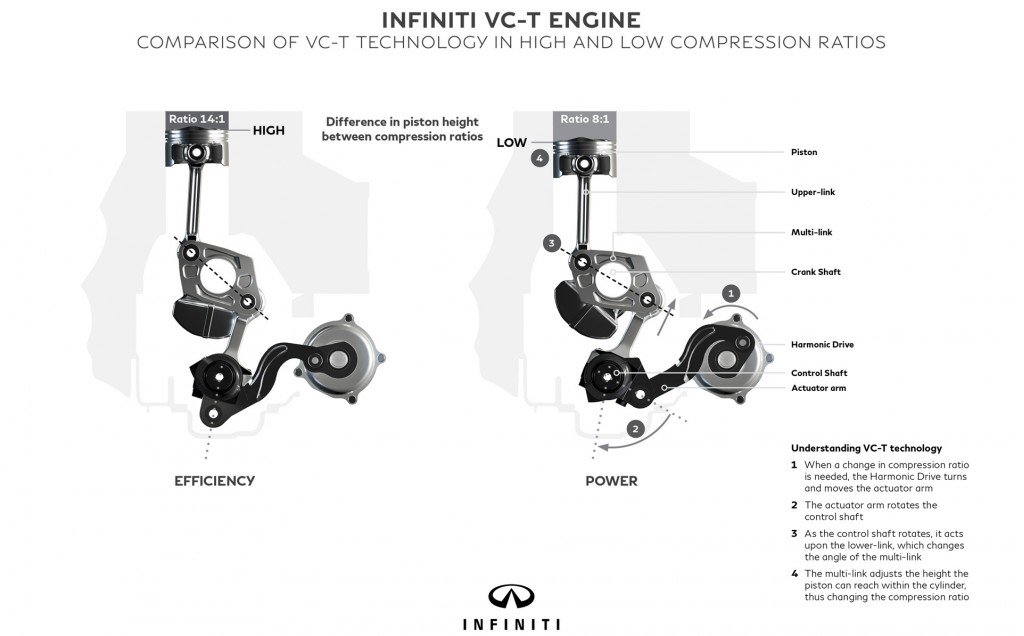 INFINITI VC-T ENGINE
COMPARISON OF VC-T TECHNOLOGY IN HIGH AND LOW COMPRESSION RATIOS
Ratio 14:1
HIGH
Difference in piston height
between compression ratios
Ratio 8:1
LOW
4
Piston
Upper-link
Multi-link
3
Crank Shaft
1
Harmonic Drive
Control Shaft
Actuator arm
2
EFFICIENCY
POWER
Understanding VC-T technology
1 When a change in compression ratio
is needed, the Harmonic Drive turns
and moves the actuator arm
2 The actuator arm rotates the
control shaft
3 As the control shaft rotates, it acts
upon the lower-link, which changes
the angle of the multi-link
4 The multi-link adjusts the height the
piston can reach within the cylinder,
thus changing the compression ratio
INFINITI